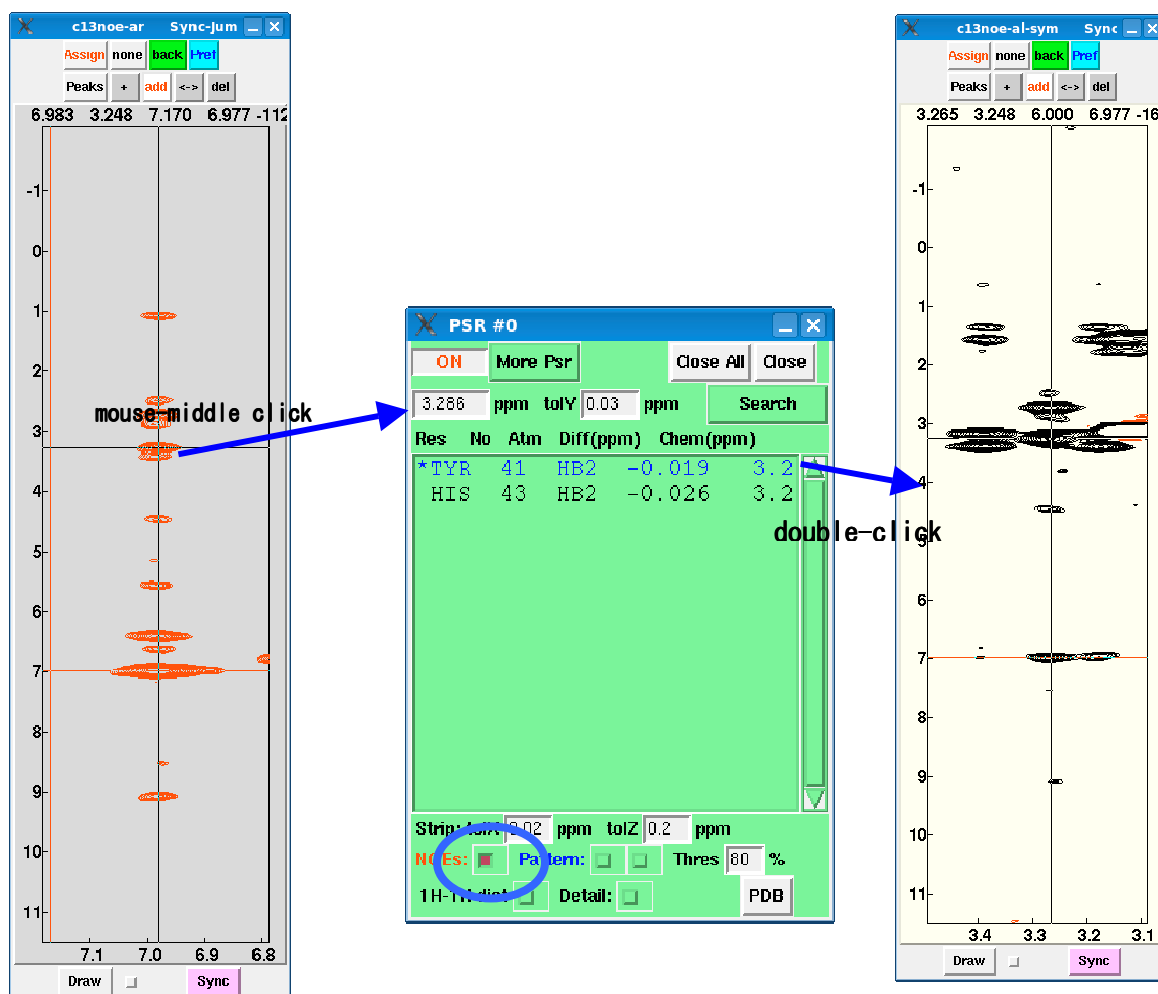 c13noe-ar Sync-Jum
Assign none back Pref
Peaks + add <-> del
6.983 3.248 7.170 6.977 -112
-1
0
1
2
3
4
5
6
7
8
9
10
11
7.1 7.0 6.9 6.8
Draw Sync
mouse-middle click
PSR #0
ON More Psr Close All Close
3.286 ppm tolY 0.03 ppm Search
Res No Atm Diff(ppm) Chem(ppm)
*TYR 41 HB2 -0.019 3.2
HIS 43 HB2 -0.026 3.2
Strip: tolX 0.02 ppm tolZ 0.2 ppm
NOEs: Pattern: Thres 80 %
1H-1H dist Detail: PDB
double-click
c13noe-al-sym Sync
Assign none back Pref
Peaks + add <-> del
3.265 3.248 6.000 6.977 -16
-1
0
1
2
3
4
5
6
7
8
9
10
11
3.4 3.3 3.2 3.1
Draw Sync